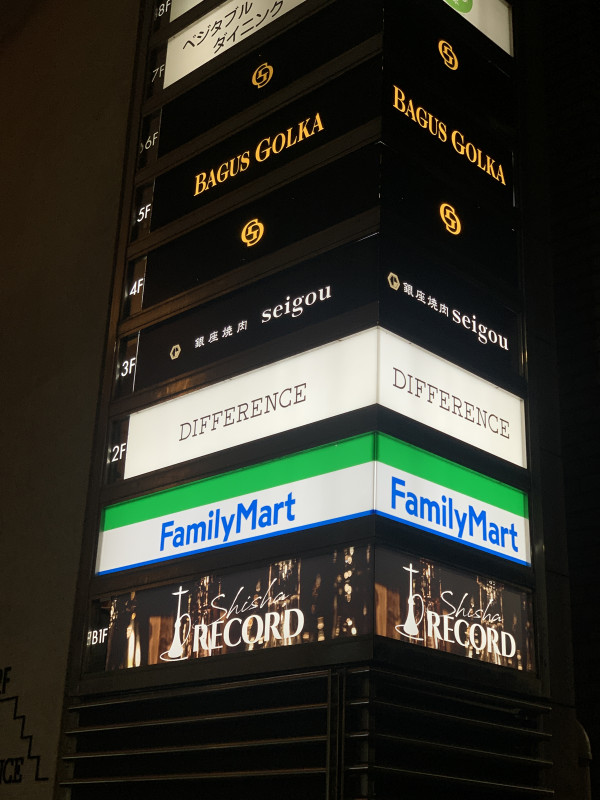 8F
7F
ベジタブル
ダイニング
6F
5F
BAGUS GOLKA
BAGUS GOLKA
4F
3F
銀座焼肉 seigou
銀座焼肉 seigou
2F
DIFFERENCE
DIFFERENCE
FamilyMart
FamilyMart
B1F
Shisha
RECORD
Shisha
RECORD